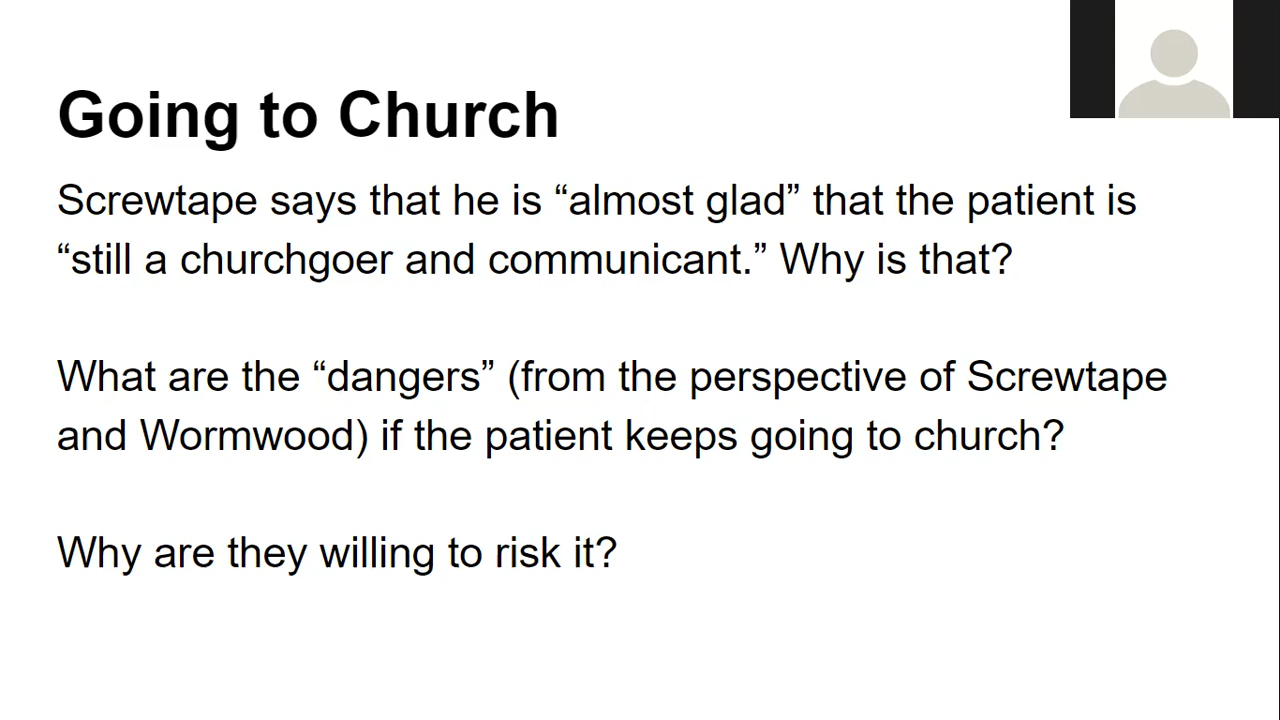 Going to Church
Screwtape says that he is “almost glad” that the patient is
“still a churchgoer and communicant.” Why is that?
What are the “dangers” (from the perspective of Screwtape
and Wormwood) if the patient keeps going to church?
Why are they willing to risk it?